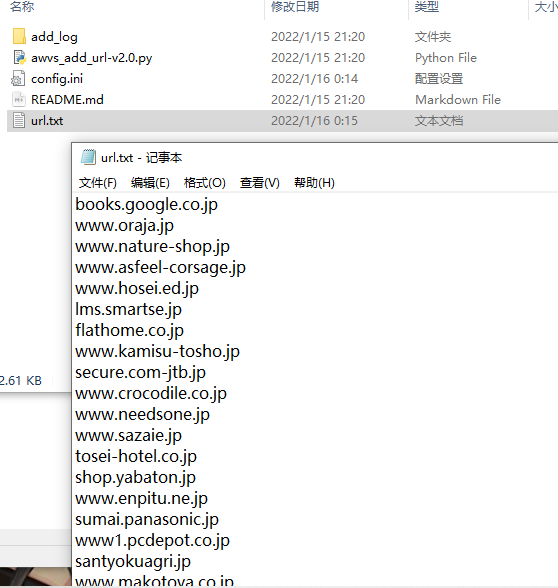 名称 修改日期 类型 大小
add_log 2022/1/15 21:20 文件夹
awvs_add_url-v2.0.py 2022/1/15 21:20 Python File
config.ini 2022/1/16 0:14 配置设置
README.md 2022/1/15 21:20 Markdown File
url.txt 2022/1/16 0:15 文本文档
url.txt - 记事本
文件(F) 编辑(E) 格式(O) 查看(V) 帮助(H)
books.google.co.jp
www.oraja.jp
www.nature-shop.jp
www.asfeel-corsage.jp
www.hosei.ed.jp
lms.smartse.jp
flathome.co.jp
www.kamisu-tosho.jp
2.61 KB
secure.com-jtb.jp
www.crocodile.co.jp
www.needsone.jp
www.sazaie.jp
tosei-hotel.co.jp
shop.yabaton.jp
www.enpitu.ne.jp
sumai.panasonic.jp
www1.pcdepot.co.jp
santyokuagri.jp
www.makotoya.co.jp